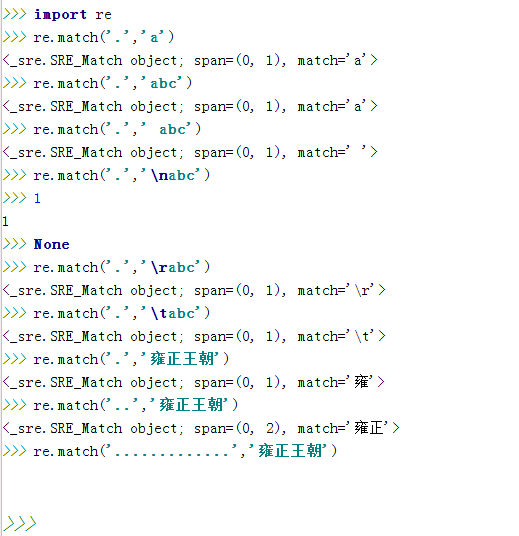 >>> import re
>>> re.match('.','a')
<_sre.SRE_Match object; span=(0, 1), match='a'>
>>> re.match('.','abc')
<_sre.SRE_Match object; span=(0, 1), match='a'>
>>> re.match('.',' abc')
<_sre.SRE_Match object; span=(0, 1), match=' '>
>>> re.match('.','\nabc')
>>> 1
1
>>> None
>>> re.match('.','\rabc')
<_sre.SRE_Match object; span=(0, 1), match='\r'>
>>> re.match('.','\tabc')
<_sre.SRE_Match object; span=(0, 1), match='\t'>
>>> re.match('.','雍正王朝')
<_sre.SRE_Match object; span=(0, 1), match='雍'>
>>> re.match('..','雍正王朝')
<_sre.SRE_Match object; span=(0, 2), match='雍正'>
>>> re.match('.............','雍正王朝')
>>>